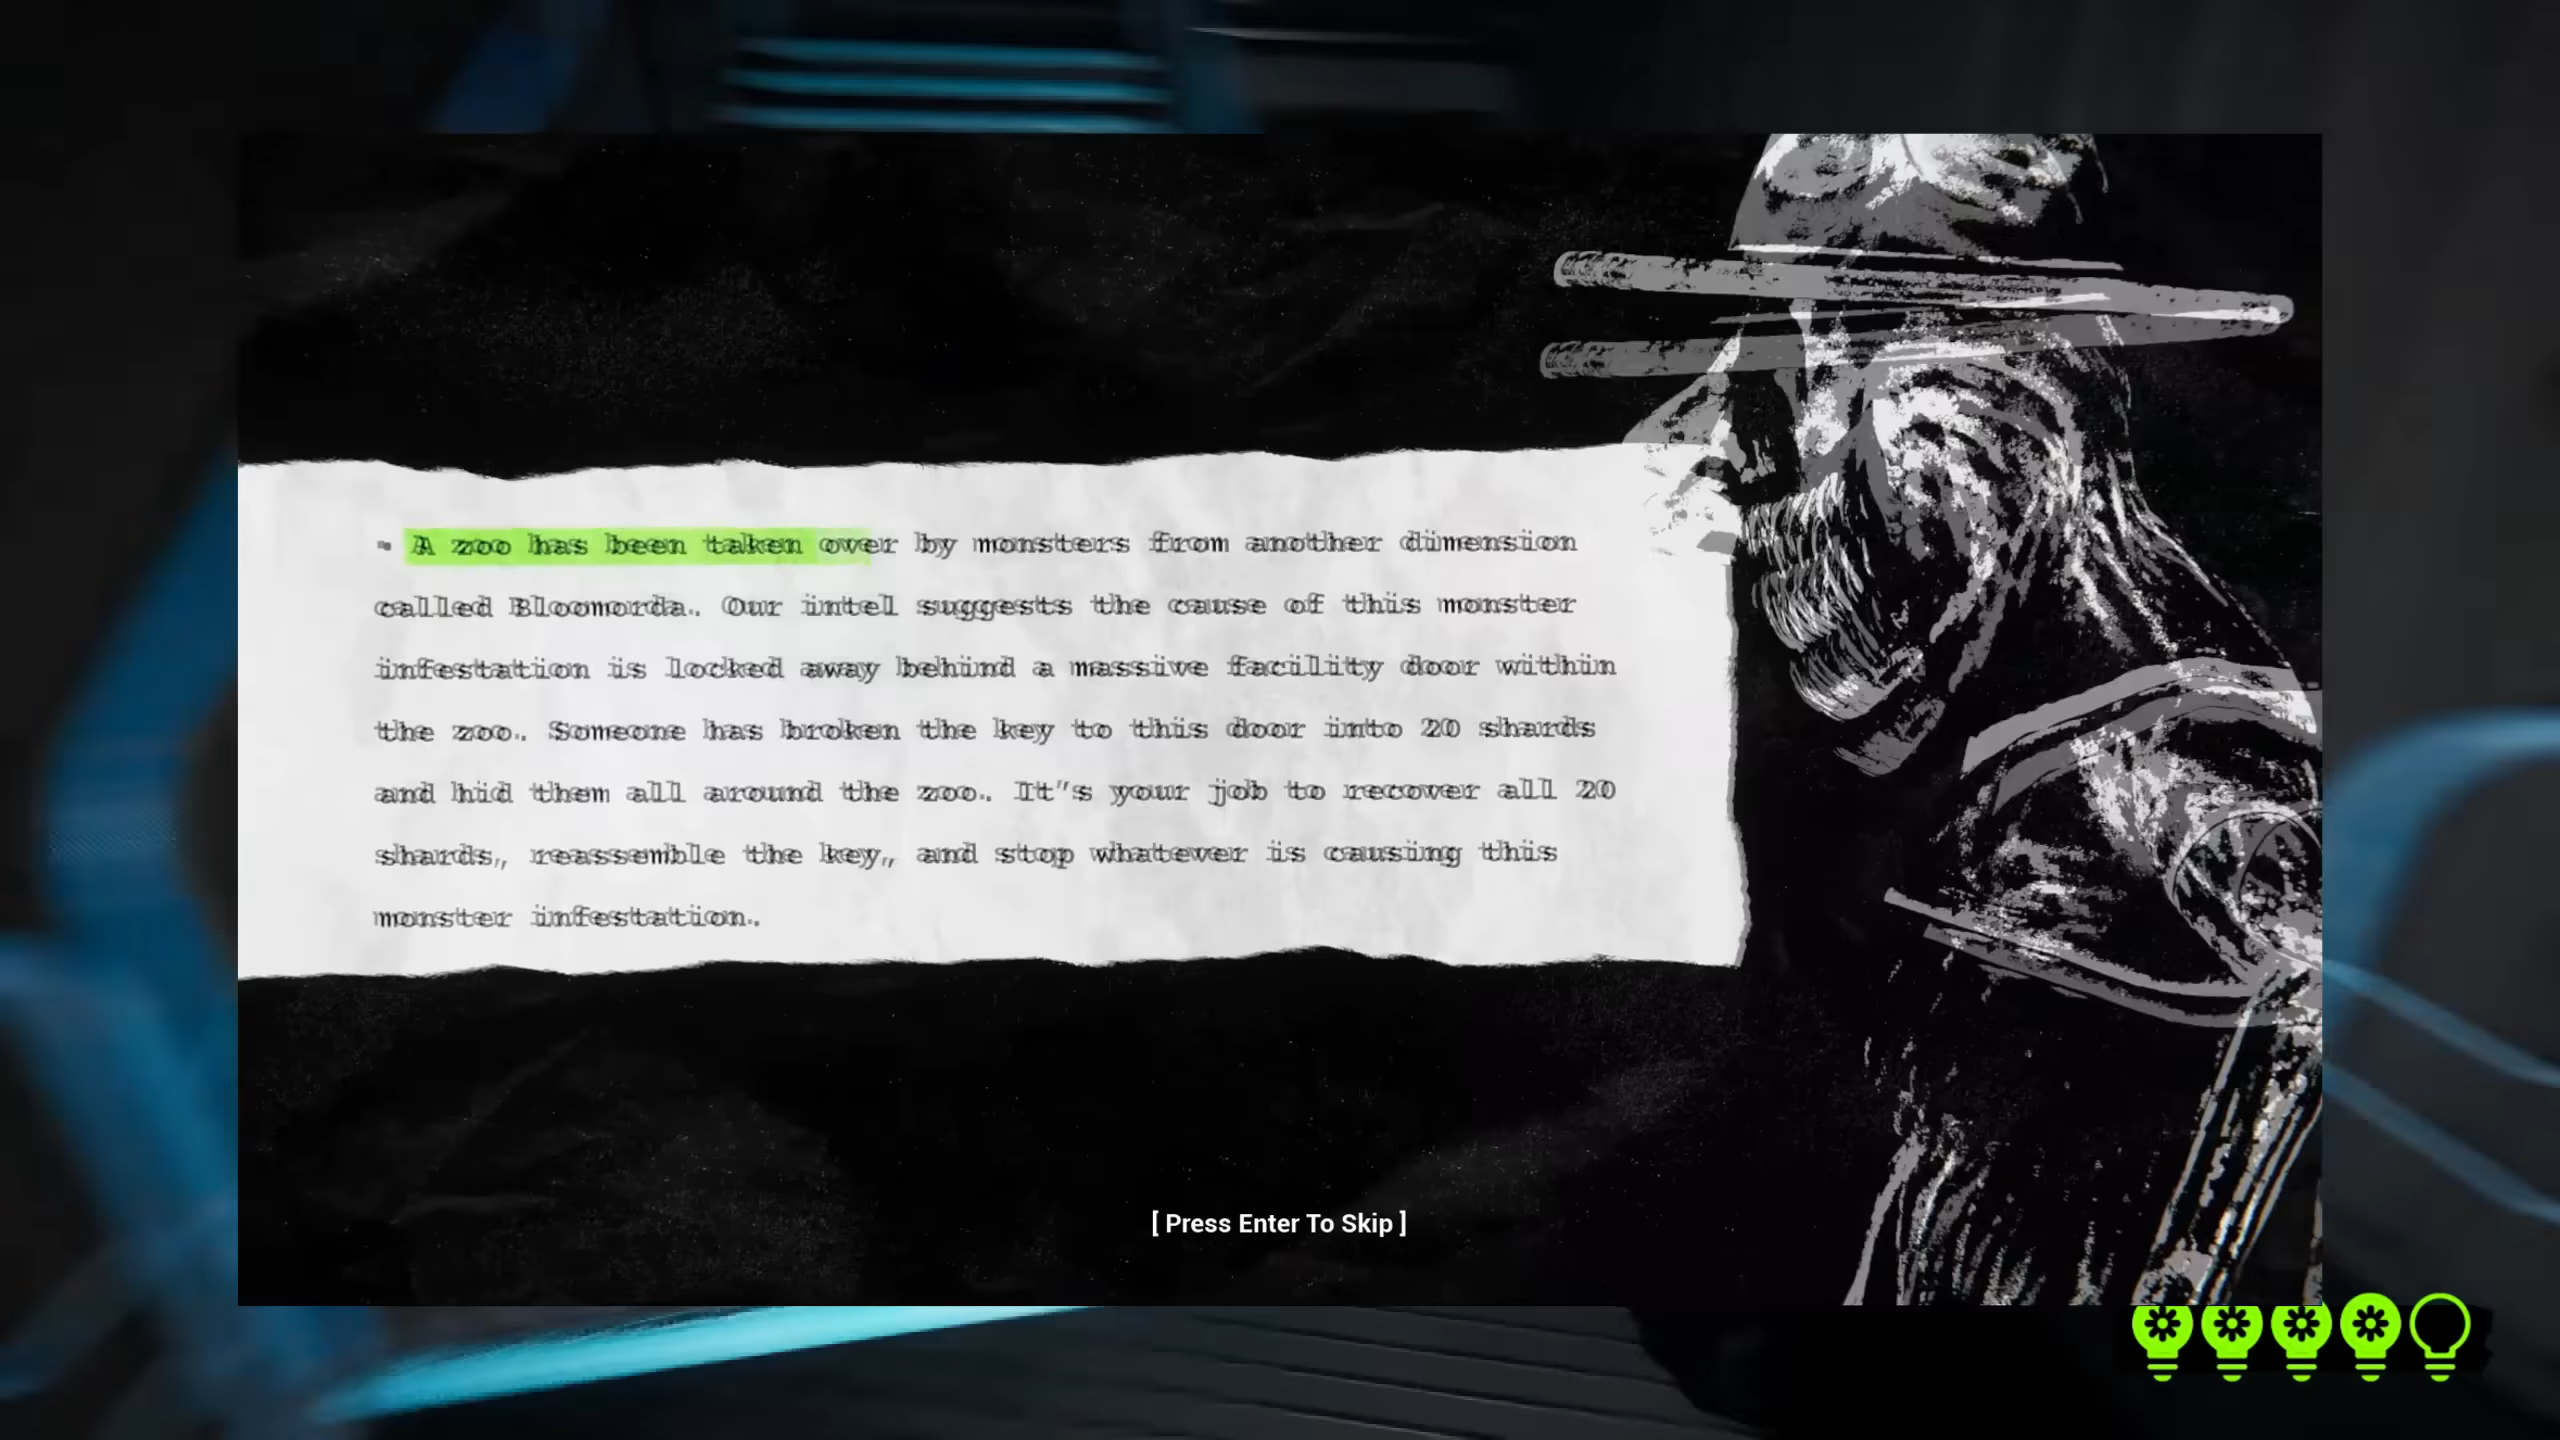 - A zoo has been taken over by monsters from another dimension
called Bloomorda. Our intel suggests the cause of this monster
infestation is locked away behind a massive facility door within
the zoo. Someone has broken the key to this door into 20 shards
and hid them all around the zoo. It's your job to recover all 20
shards, reassemble the key, and stop whatever is causing this
monster infestation.
[ Press Enter To Skip ]